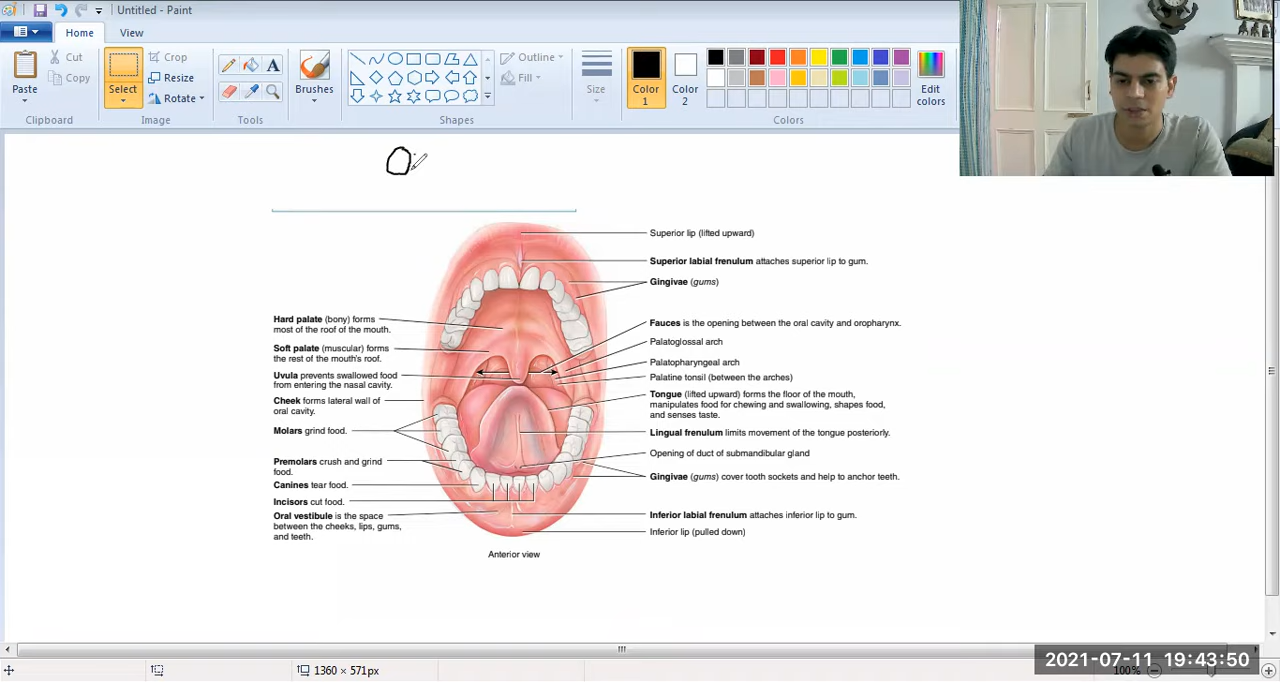 Untitled - Paint
Home
View
Paste
Cut
Copy
Clipboard
Select
Crop
Resize
Rotate
Image
A
Tools
Brushes
Shapes
Outline
Fill
Size
Color 1
Color 2
Edit colors
Colors
O
Superior lip (lifted upward)
Superior labial frenulum attaches superior lip to gum.
Gingivae (gums)
Hard palate (bony) forms
most of the roof of the mouth.
Soft palate (muscular) forms
the rest of the mouth's roof.
Uvula prevents swallowed food
from entering the nasal cavity.
Cheek forms lateral wall of
oral cavity.
Molars grind food.
Premolars crush and grind
food.
Canines tear food.
Incisors cut food.
Oral vestibule is the space
between the cheeks, lips, gums,
and teeth.
Fauces is the opening between the oral cavity and oropharynx.
Palatoglossal arch
Palatopharyngeal arch
Palatine tonsil (between the arches)
Tongue (lifted upward) forms the floor of the mouth,
manipulates food for chewing and swallowing, shapes food,
and senses taste.
Lingual frenulum limits movement of the tongue posteriorly.
Opening of duct of submandibular gland
Gingivae (gums) cover tooth sockets and help to anchor teeth.
Inferior labial frenulum attaches inferior lip to gum.
Inferior lip (pulled down)
Anterior view
1360 × 571px
100%
2021-07-11 19:43:50